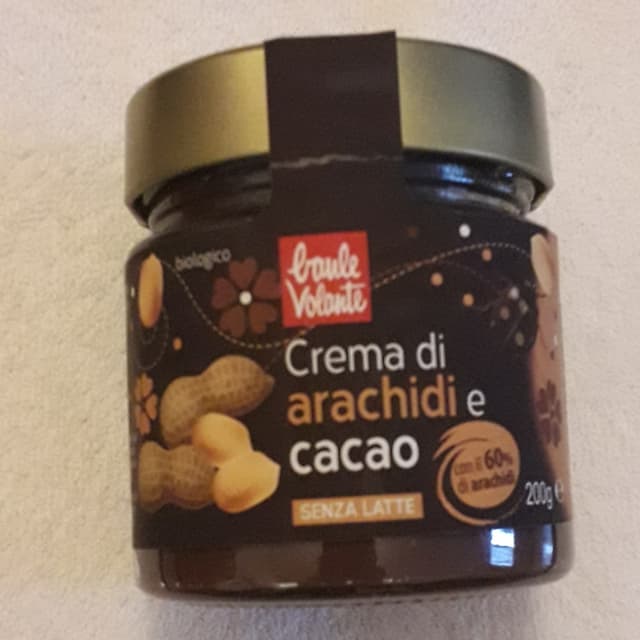 biologico
baule
Volante
Crema di
arachidi e
cacao
con il 60%
di arachidi
SENZA LATTE
200g e